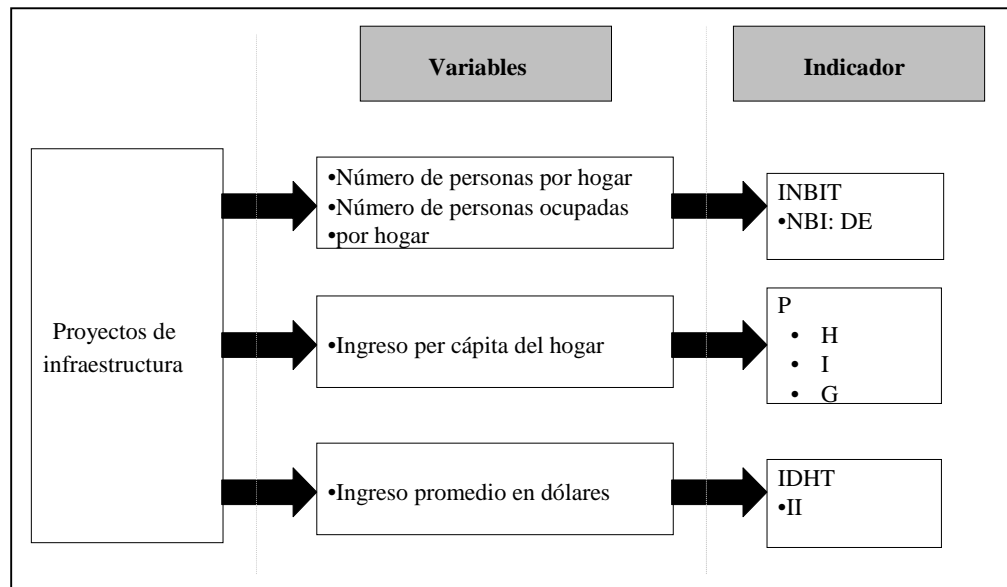 Variables
Indicador
Proyectos de
infraestructura
•Número de personas por hogar
•Número de personas ocupadas
•por hogar
INBIT
•NBI: DE
•Ingreso per cápita del hogar
P
• H
• I
• G
•Ingreso promedio en dólares
IDHT
•II